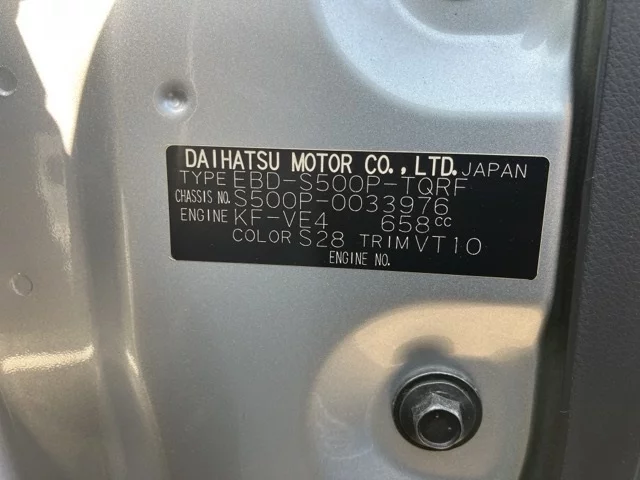 DAIHATSU MOTOR CO.,LTD. JAPAN
TYPE EBD-S500P-TQRF
CHASSIS NO. S500P-0033976
ENGINE KF-VE4 658cc
COLOR S28 TRIM VT10
ENGINE NO.